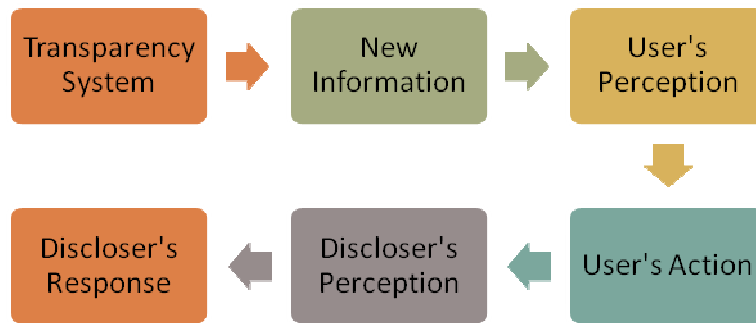 Transparency
System
New
Information
User's
Perception
User's Action
Discloser's
Perception
Discloser's
Response